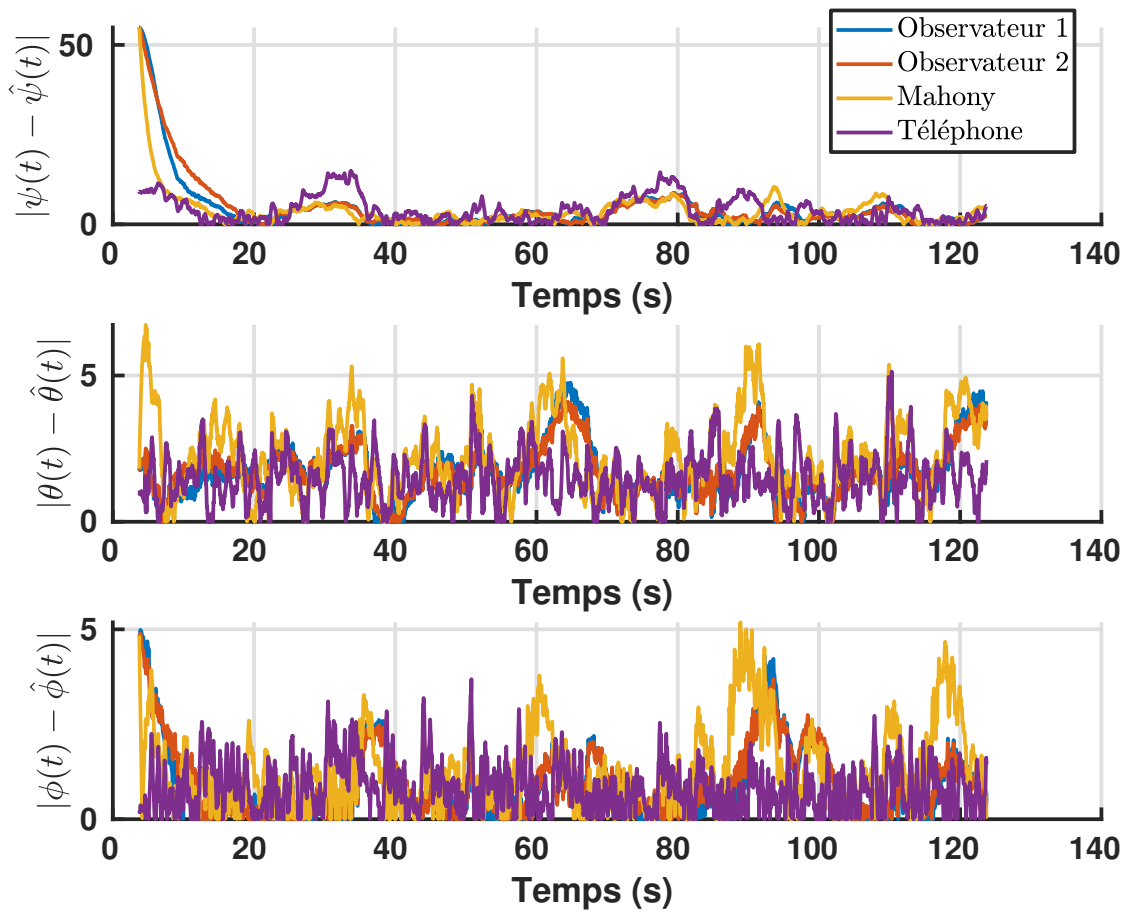 Observateur 1
Observateur 2
Mahony
Téléphone
|ψ(t) − ψ̂(t)|
50
0
0 20 40 60 80 100 120 140
Temps (s)
|θ(t) − θ̂(t)|
5
0
0 20 40 60 80 100 120 140
Temps (s)
|ϕ(t) − ϕ̂(t)|
5
0
0 20 40 60 80 100 120 140
Temps (s)